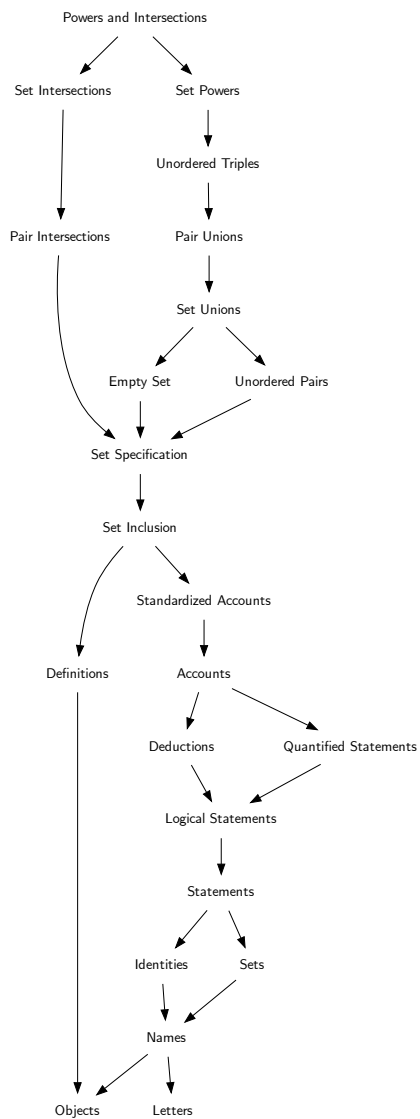 Powers and Intersections
Set Intersections
Set Powers
Unordered Triples
Pair Intersections
Pair Unions
Set Unions
Empty Set
Unordered Pairs
Set Specification
Set Inclusion
Standardized Accounts
Definitions
Accounts
Deductions
Quantified Statements
Logical Statements
Statements
Identities
Sets
Names
Objects
Letters